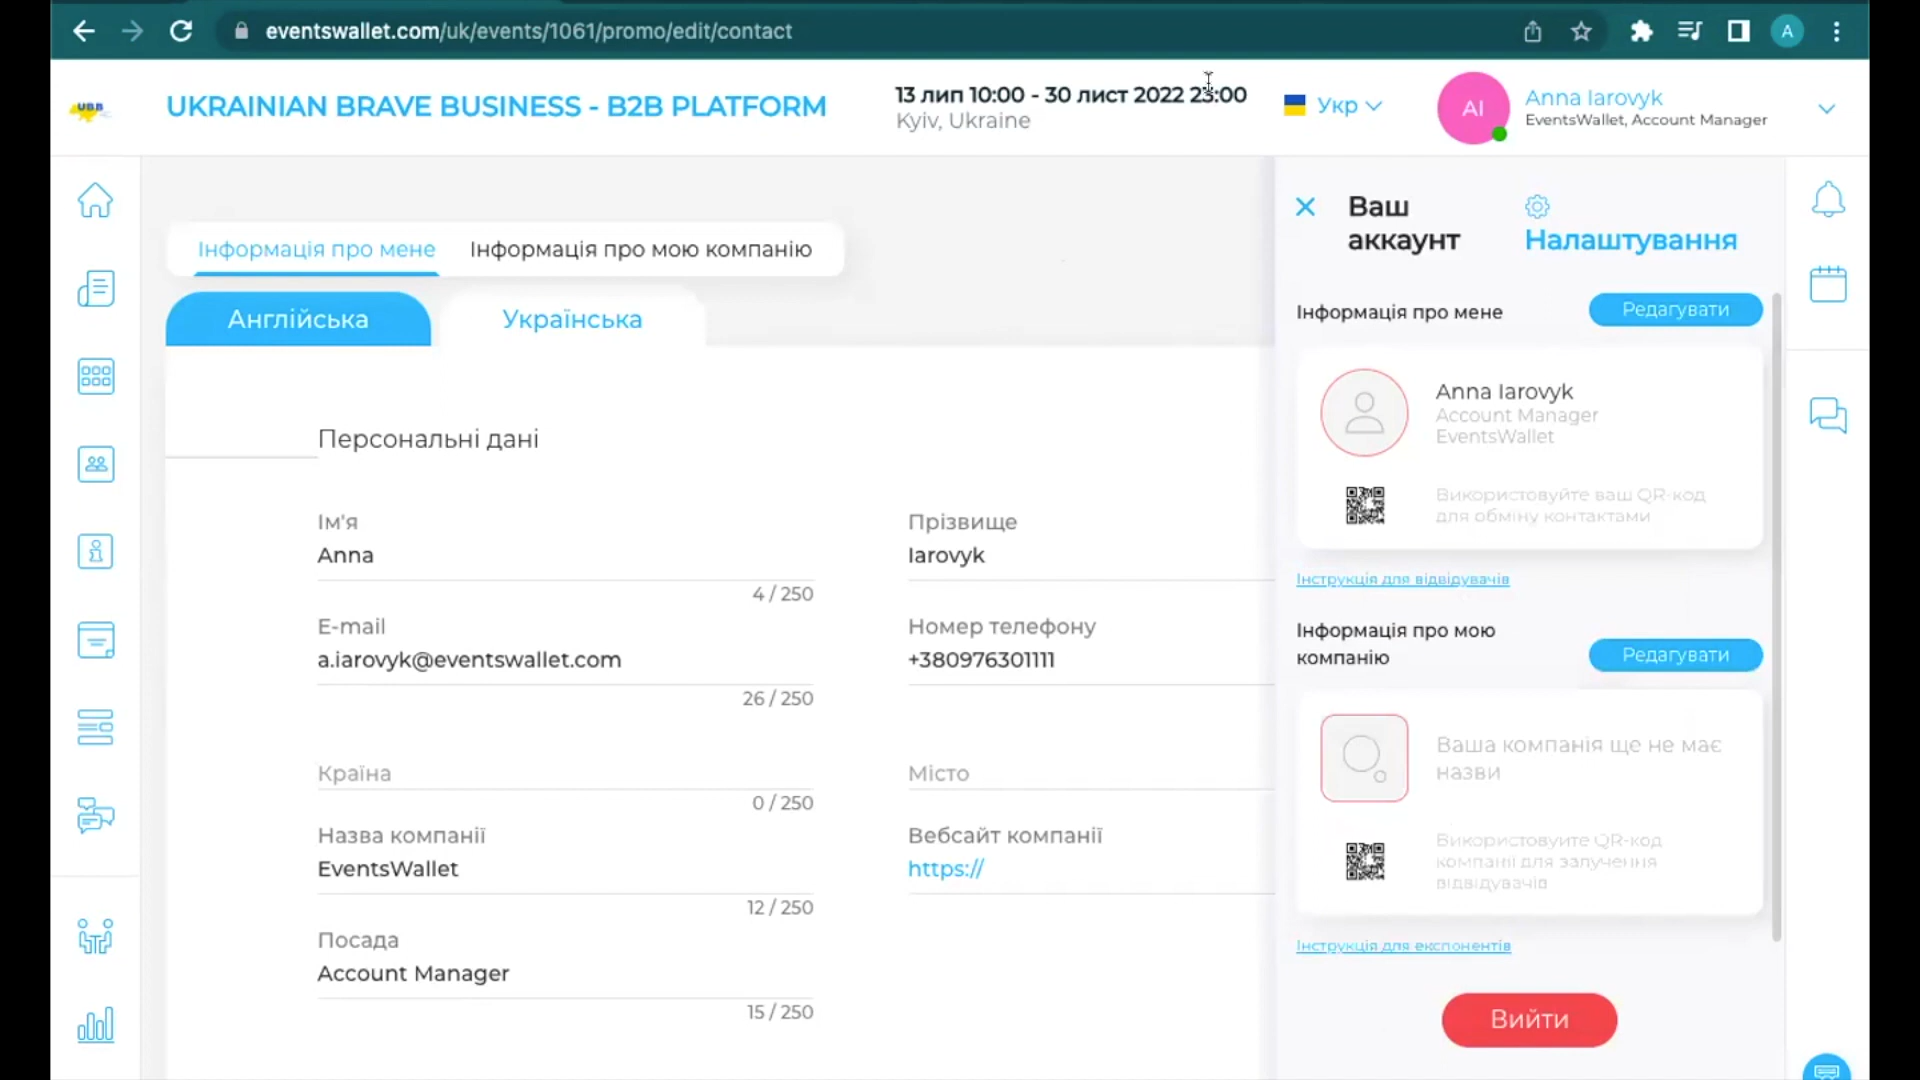 eventswallet.com/uk/events/1061/promo/edit/contact
A
UBB
UKRAINIAN BRAVE BUSINESS - B2B PLATFORM
13 лип 10:00 - 30 лист 2022 23:00
Kyiv, Ukraine
Укр
AI
Anna Iarovyk
EventsWallet, Account Manager
Інформація про мене
Інформація про мою компанію
Англійська
Українська
Персональні дані
Ім'я
Anna
4 / 250
Прізвище
Iarovyk
E-mail
a.iarovyk@eventswallet.com
26 / 250
Номер телефону
+380976301111
Країна
0 / 250
Місто
Назва компанії
EventsWallet
12 / 250
Вебсайт компанії
https://
Посада
Account Manager
15 / 250
Ваш
аккаунт
Налаштування
Інформація про мене
Редагувати
Anna Iarovyk
Account Manager
EventsWallet
Використовуйте ваш QR-код
для обміну контактами
Інструкція для відвідувачів
Інформація про мою
компанію
Редагувати
Ваша компанія ще не має
назви
Використовуйте QR-код
компанії для залучення
відвідувачів
Інструкція для експонентів
Вийти